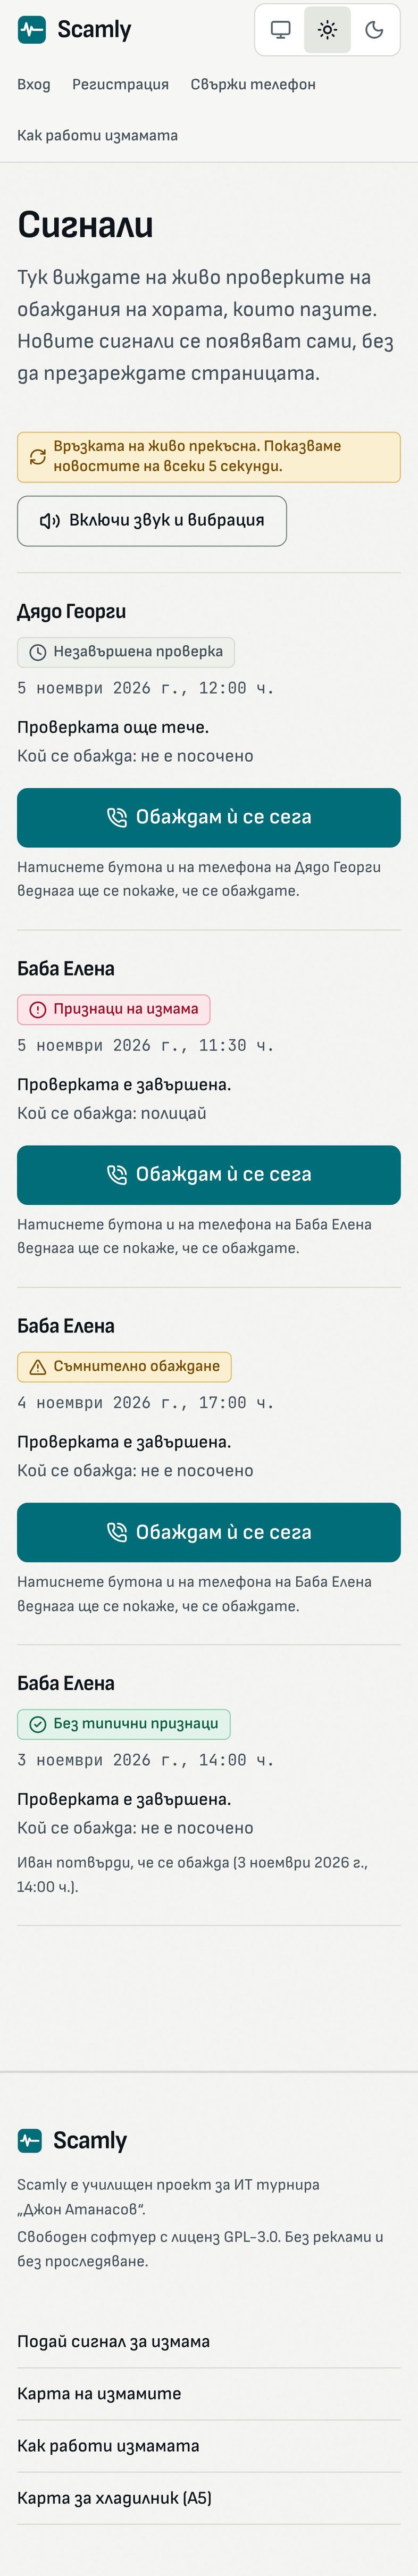 Scamly
Вход Регистрация Свържи телефон
Как работи измамата
Сигнали
Тук виждате на живо проверките на
обаждания на хората, които пазите.
Новите сигнали се появяват сами, без
да презареждате страницата.
Връзката на живо прекъсна. Показваме
новостите на всеки 5 секунди.
Включи звук и вибрация
Дядо Георги
Незавършена проверка
5 ноември 2026 г., 12:00 ч.
Проверката още тече.
Кой се обажда: не е посочено
Обаждам ѝ се сега
Натиснете бутона и на телефона на Дядо Георги
веднага ще се покаже, че се обаждате.
Баба Елена
Признаци на измама
5 ноември 2026 г., 11:30 ч.
Проверката е завършена.
Кой се обажда: полицай
Обаждам ѝ се сега
Натиснете бутона и на телефона на Баба Елена
веднага ще се покаже, че се обаждате.
Баба Елена
Съмнително обаждане
4 ноември 2026 г., 17:00 ч.
Проверката е завършена.
Кой се обажда: не е посочено
Обаждам ѝ се сега
Натиснете бутона и на телефона на Баба Елена
веднага ще се покаже, че се обаждате.
Баба Елена
Без типични признаци
3 ноември 2026 г., 14:00 ч.
Проверката е завършена.
Кой се обажда: не е посочено
Иван потвърди, че се обажда (3 ноември 2026 г.,
14:00 ч.).
Scamly
Scamly е училищен проект за ИТ турнира
„Джон Атанасов“.
Свободен софтуер с лиценз GPL-3.0. Без реклами и
без проследяване.
Подай сигнал за измама
Карта на измамите
Как работи измамата
Карта за хладилник (А5)